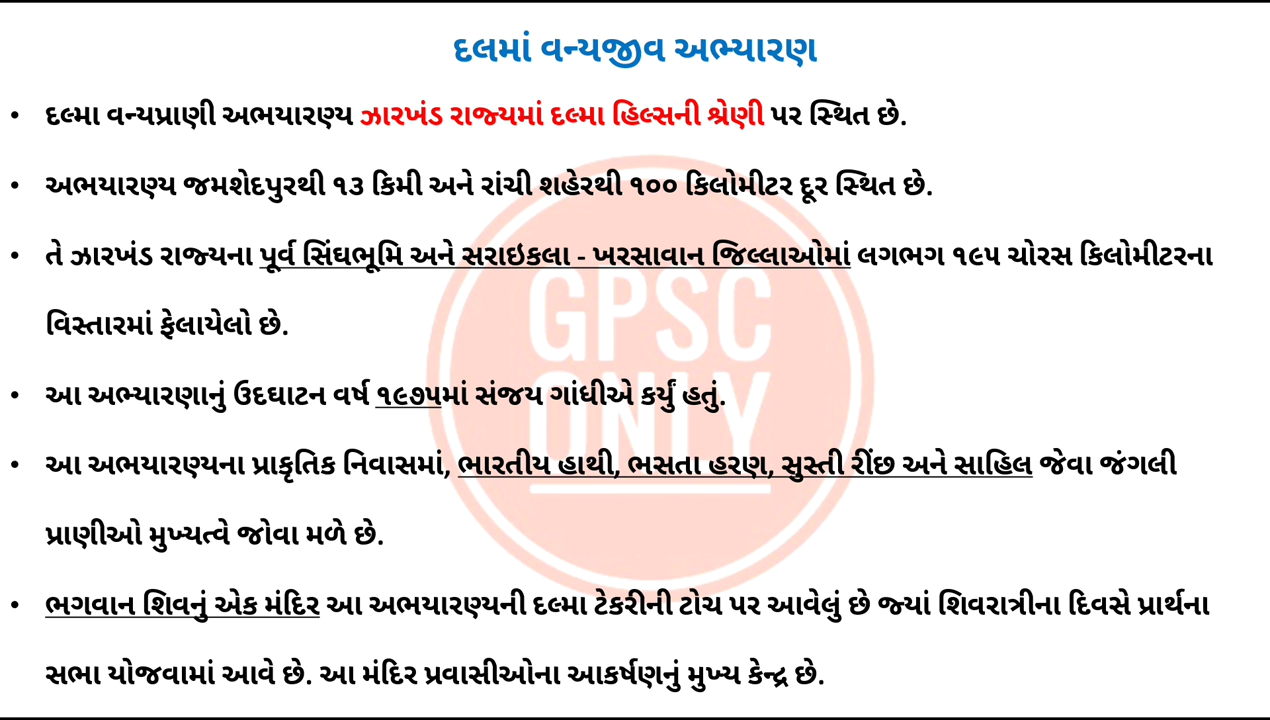 દલમાં વન્યજીવ અભ્યારણ
• દલ્મા વન્યપ્રાણી અભયારણ્ય ઝારખંડ રાજ્યમાં દલ્મા હિલ્સની શ્રેણી પર સ્થિત છે.
• અભયારણ્ય જમશેદપુરથી ૧૩ કિમી અને રાંચી શહેરથી ૧૦૦ કિલોમીટર દૂર સ્થિત છે.
• તે ઝારખંડ રાજ્યના પૂર્વ સિંઘભૂમિ અને સરાઇકલા - ખરસાવાન જિલ્લાઓમાં લગભગ ૧૯૫ ચોરસ કિલોમીટરના
વિસ્તારમાં ફેલાયેલો છે.
• આ અભ્યારણાનું ઉદઘાટન વર્ષ ૧૯૭૫માં સંજય ગાંધીએ કર્યું હતું.
• આ અભયારણ્યના પ્રાકૃતિક નિવાસમાં, ભારતીય હાથી, ભસતા હરણ, સુસ્તી રીંછ અને સાહિલ જેવા જંગલી
પ્રાણીઓ મુખ્યત્વે જોવા મળે છે.
• ભગવાન શિવનું એક મંદિર આ અભયારણ્યની દલ્મા ટેકરીની ટોચ પર આવેલું છે જ્યાં શિવરાત્રીના દિવસે પ્રાર્થના
સભા યોજવામાં આવે છે. આ મંદિર પ્રવાસીઓના આકર્ષણનું મુખ્ય કેન્દ્ર છે.
GPSC
ONLY